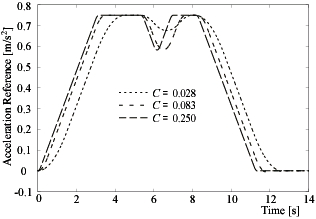 0.8
0.7
0.6
0.5
0.4
0.3
0.2
0.1
0
-0.1
Acceleration Reference [m/s²]
C = 0.028
C = 0.083
C = 0.250
0 2 4 6 8 10 12 14
Time [s]